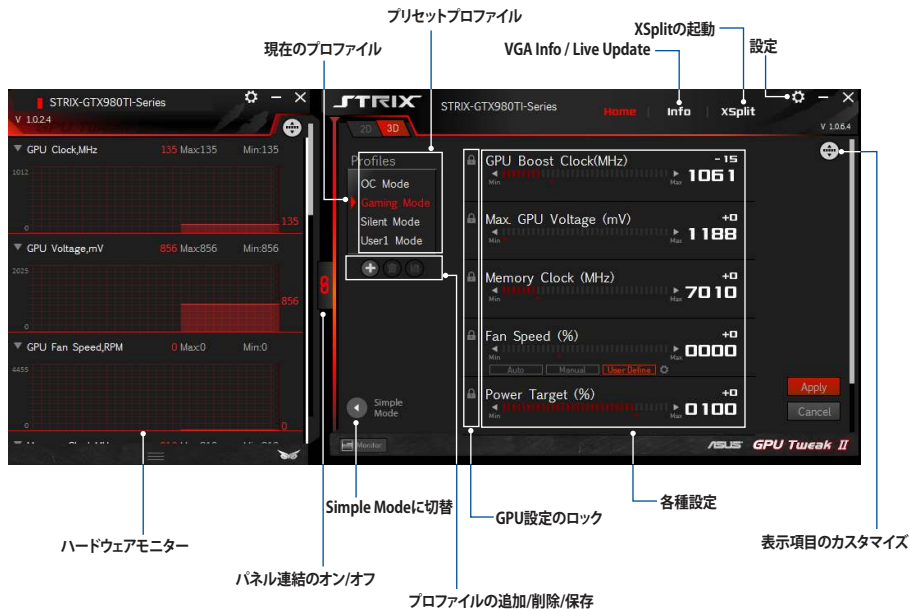 プリセットプロファイル
現在のプロファイル
XSplitの起動
VGA Info / Live Update
設定
STRIX-GTX980TI-Series
V 1.0.2.4
GPU Clock,MHz 135 Max:135 Min:135
1012
135
0
GPU Voltage,mV 856 Max:856 Min:856
2025
856
0
GPU Fan Speed,RPM 0 Max:0 Min:0
4455
0
0
STRIX
STRIX-GTX980TI-Series
Home | Info | XSplit
V 1.0.6.4
2D 3D
Profiles
OC Mode
Gaming Mode
Silent Mode
User1 Mode
Simple
Mode
Monitor
GPU Boost Clock(MHz) -15
Min Max 1061
Max. GPU Voltage (mV) +0
Min Max 1188
Memory Clock (MHz) +0
Min Max 7010
Fan Speed (%) +0
Min Max 0000
Auto Manual User Define
Power Target (%) +0
Min Max 0100
Apply
Cancel
ASUS GPU Tweak II
Simple Modeに切替
GPU設定のロック
各種設定
ハードウェアモニター
表示項目のカスタマイズ
パネル連結のオン/オフ
プロファイルの追加/削除/保存